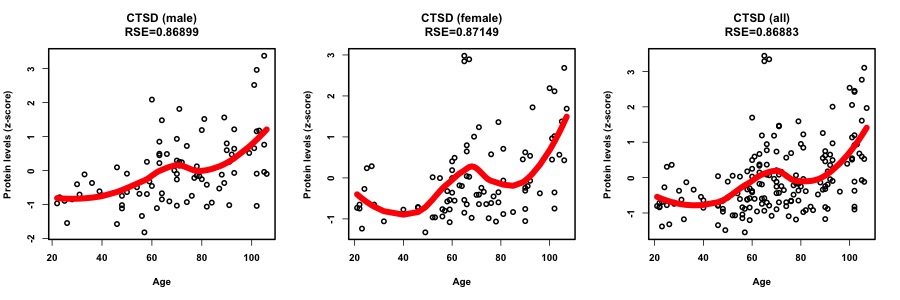 CTSD (male)
RSE=0.86899
Protein levels (z-score)
3
2
1
0
-1
-2
20 40 60 80 100
Age
CTSD (female)
RSE=0.87149
Protein levels (z-score)
3
2
1
0
-1
20 40 60 80 100
Age
CTSD (all)
RSE=0.86883
Protein levels (z-score)
3
2
1
0
-1
20 40 60 80 100
Age